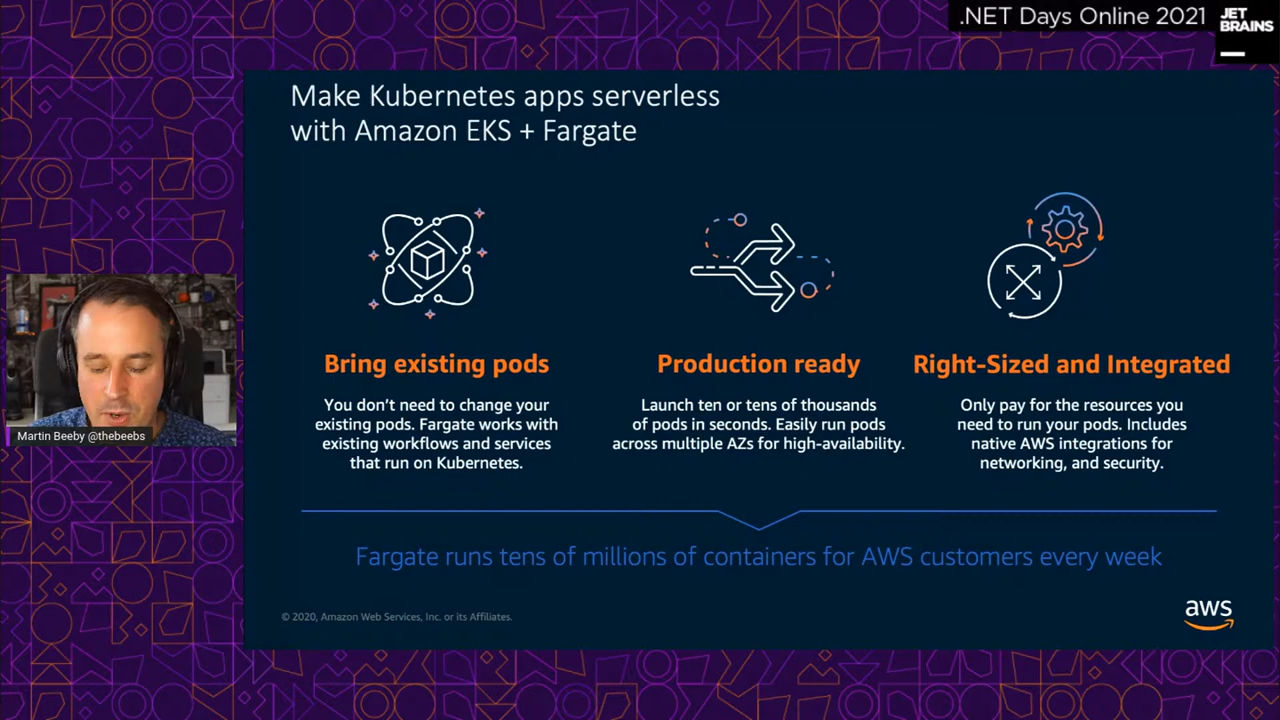 .NET Days Online 2021
JET
BRAINS
Make Kubernetes apps serverless
with Amazon EKS + Fargate
Bring existing pods
You don't need to change your
existing pods. Fargate works with
existing workflows and services
that run on Kubernetes.
Production ready
Launch ten or tens of thousands
of pods in seconds. Easily run pods
across multiple AZs for high-availability.
Right-Sized and Integrated
Only pay for the resources you
need to run your pods. Includes
native AWS integrations for
networking, and security.
Martin Beeby @thebeebs
Fargate runs tens of millions of containers for AWS customers every week
© 2020, Amazon Web Services, Inc. or its Affiliates.
aws